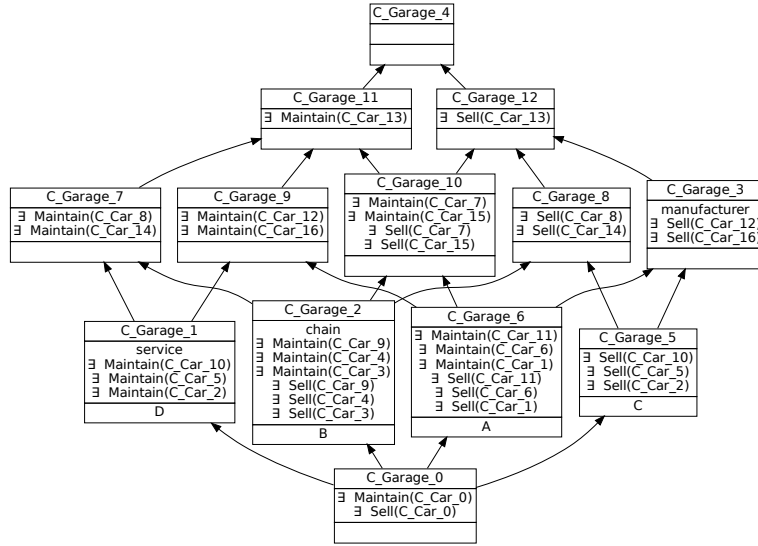 C_Garage_4
C_Garage_11
∃ Maintain(C_Car_13)
C_Garage_12
∃ Sell(C_Car_13)
C_Garage_7
∃ Maintain(C_Car_8)
∃ Maintain(C_Car_14)
C_Garage_9
∃ Maintain(C_Car_12)
∃ Maintain(C_Car_16)
C_Garage_10
∃ Maintain(C_Car_7)
∃ Maintain(C_Car_15)
∃ Sell(C_Car_7)
∃ Sell(C_Car_15)
C_Garage_8
∃ Sell(C_Car_8)
∃ Sell(C_Car_14)
C_Garage_3
manufacturer
∃ Sell(C_Car_12)
∃ Sell(C_Car_16)
C_Garage_1
service
∃ Maintain(C_Car_10)
∃ Maintain(C_Car_5)
∃ Maintain(C_Car_2)
D
C_Garage_2
chain
∃ Maintain(C_Car_9)
∃ Maintain(C_Car_4)
∃ Maintain(C_Car_3)
∃ Sell(C_Car_9)
∃ Sell(C_Car_4)
∃ Sell(C_Car_3)
B
C_Garage_6
∃ Maintain(C_Car_11)
∃ Maintain(C_Car_6)
∃ Maintain(C_Car_1)
∃ Sell(C_Car_11)
∃ Sell(C_Car_6)
∃ Sell(C_Car_1)
A
C_Garage_5
∃ Sell(C_Car_10)
∃ Sell(C_Car_5)
∃ Sell(C_Car_2)
C
C_Garage_0
∃ Maintain(C_Car_0)
∃ Sell(C_Car_0)